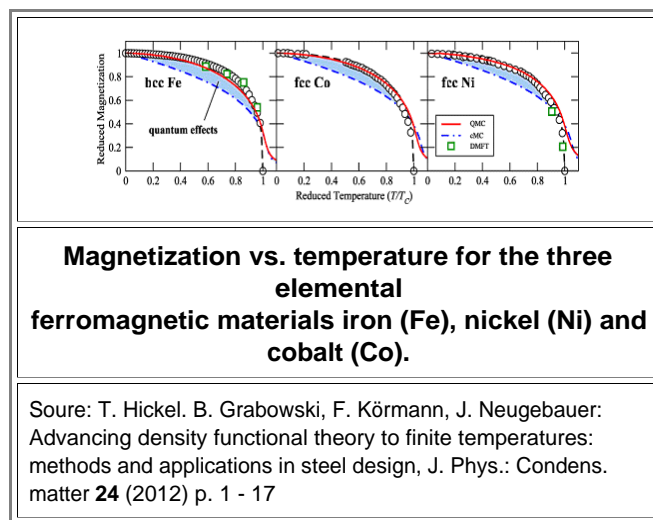 Reduced Magnetization
1
0.8
0.6
0.4
0.2
0
bcc Fe
quantum effects
fcc Co
fcc Ni
QMC
cMC
DMFT
0 0.2 0.4 0.6 0.8 1 0.2 0.4 0.6 0.8 1 0.2 0.4 0.6 0.8 1
Reduced Temperature (T/TC)
Magnetization vs. temperature for the three
elemental
ferromagnetic materials iron (Fe), nickel (Ni) and
cobalt (Co).
Soure: T. Hickel. B. Grabowski, F. Körmann, J. Neugebauer:
Advancing density functional theory to finite temperatures:
methods and applications in steel design, J. Phys.: Condens.
matter 24 (2012) p. 1 - 17